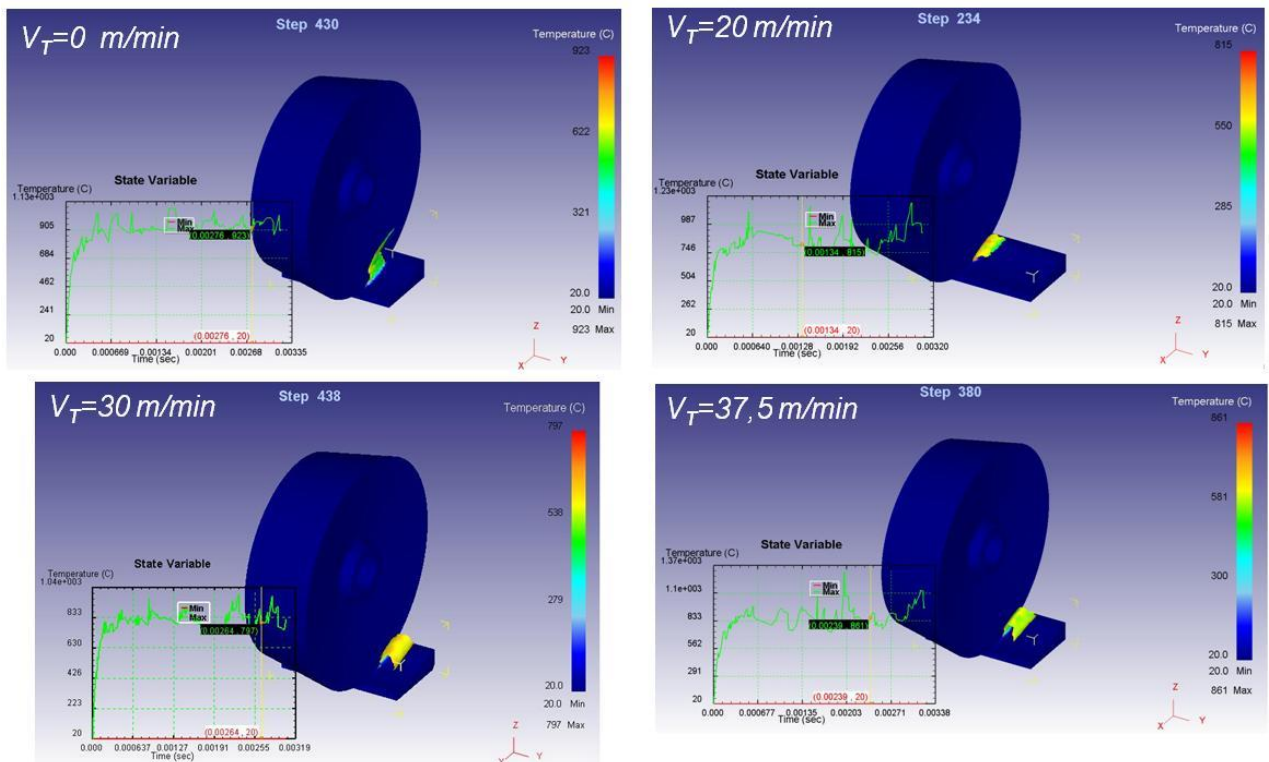 V_T=0 m/min
Step 430
Temperature (C)
923
622
321
20.0
20.0 Min
923 Max
State Variable
Temperature (C)
1.13e+003
905
684
462
241
20
Min
Max
(0.00276 , 923)
(0.00276 , 20)
0.000 0.000669 0.00134 0.00201 0.00268 0.00335
Time (sec)
Z
X Y
V_T=20 m/min
Step 234
Temperature (C)
815
550
285
20.0
20.0 Min
815 Max
State Variable
Temperature (C)
1.23e+003
987
746
504
262
20
Min
Max
(0.00134 , 815)
(0.00134 , 20)
0.000 0.000640 0.00128 0.00192 0.00256 0.00320
Time (sec)
Z
X Y
V_T=30 m/min
Step 438
Temperature (C)
797
538
279
20.0
20.0 Min
797 Max
State Variable
Temperature (C)
1.04e+003
833
630
426
223
20
Min
Max
(0.00264 , 797)
(0.00264 , 20)
0.000 0.000637 0.00127 0.00191 0.00255 0.00319
Time (sec)
Z
X Y
V_T=37,5 m/min
Step 380
Temperature (C)
861
581
300
20.0
20.0 Min
861 Max
State Variable
Temperature (C)
1.37e+003
1.1e+003
833
562
291
20
Min
Max
(0.00239 , 861)
(0.00239 , 20)
0.000 0.000677 0.00135 0.00203 0.00271 0.00338
Time (sec)
Z
X Y